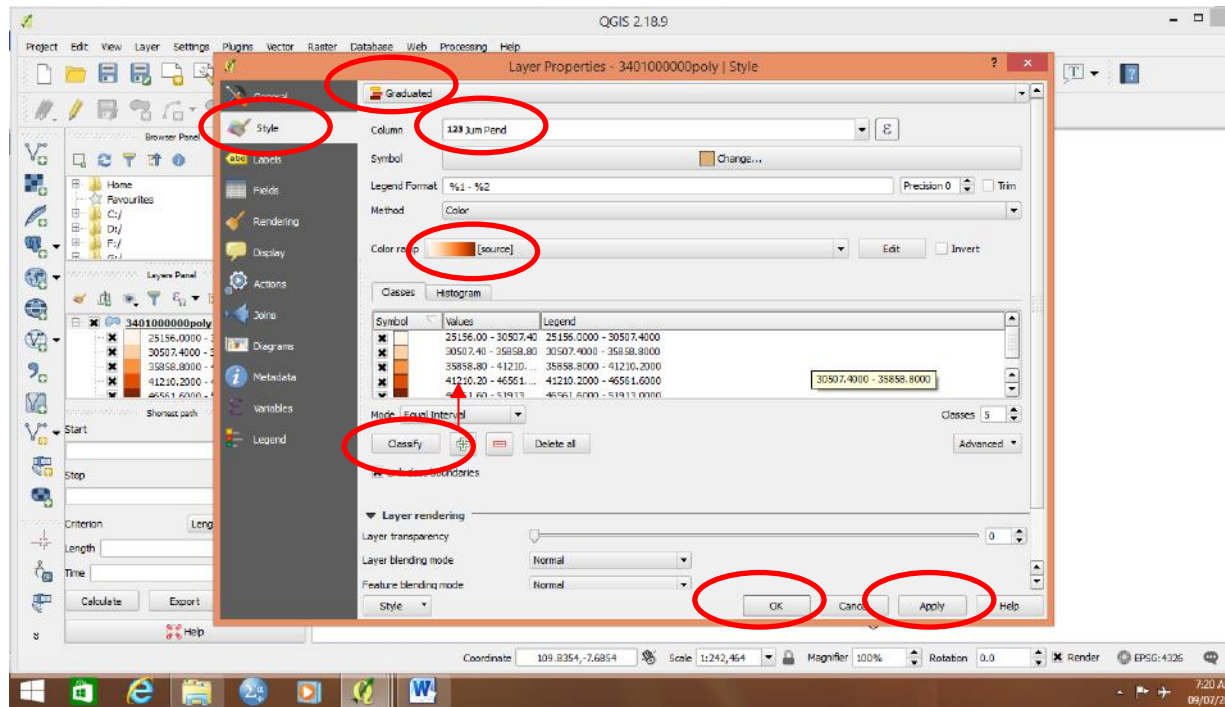 QGIS 2.18.9
Project Edit View Layer Settings Plugins Vector Raster Database Web Processing Help
Layer Properties - 3401000000poly | Style
General
Graduated
Style
Column 123 Jum Pend
Browser Panel
Labels
Symbol Change...
Home
Favourites
C:/
D:/
F:/
Fields
Legend Format %1 - %2 Precision 0 Trim
Rendering
Method Color
Display
Color ramp [source] Edit Invert
Layers Panel
Actions
Classes Histogram
Joins
Symbol Values Legend
3401000000poly
25156.00 - 30507.40 25156.0000 - 30507.4000
30507.40 - 35858.80 30507.4000 - 35858.8000
35858.80 - 41210.... 35858.8000 - 41210.2000
41210.20 - 46561.... 41210.2000 - 46561.6000
46561.6000 - 51913.0000
25156.0000 -
30507.4000 -
35858.8000 -
41210.2000 -
30507.4000 - 35858.8000
Diagrams
Metadata
Variables
Legend
Shortest path
Mode Equal Interval Classes 5
Start
Classify Delete all Advanced
Stop
boundaries
Criterion Leng
Layer rendering
Length
Layer transparency 0
Time
Layer blending mode Normal
Feature blending mode Normal
Calculate Export
Style OK Cancel Apply Help
Help
Coordinate 109.8354,-7.6854 Scale 1:242,464 Magnifier 100% Rotation 0.0 Render EPSG:4326
7:20 A
09/07/2